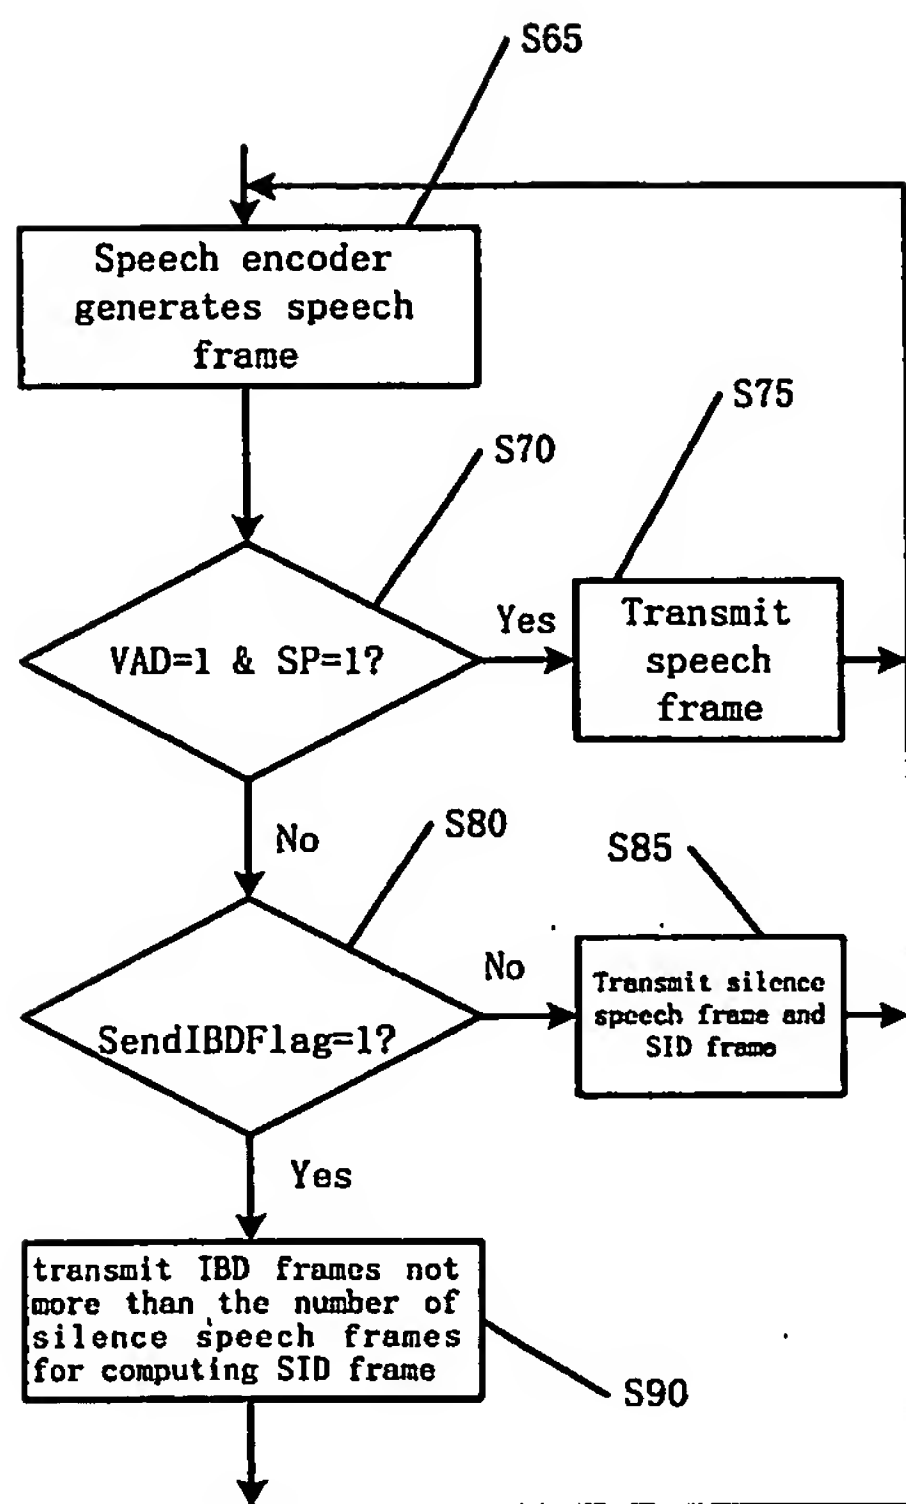 S65
Speech encoder
generates speech
frame
S75
S70
VAD=1 & SP=1?
Yes
Transmit
speech
frame
No
S80
S85
SendIBDFlag=1?
No
Transmit silence
speech frame and
SID frame
Yes
transmit IBD frames not
more than the number of
silence speech frames
for computing SID frame
S90